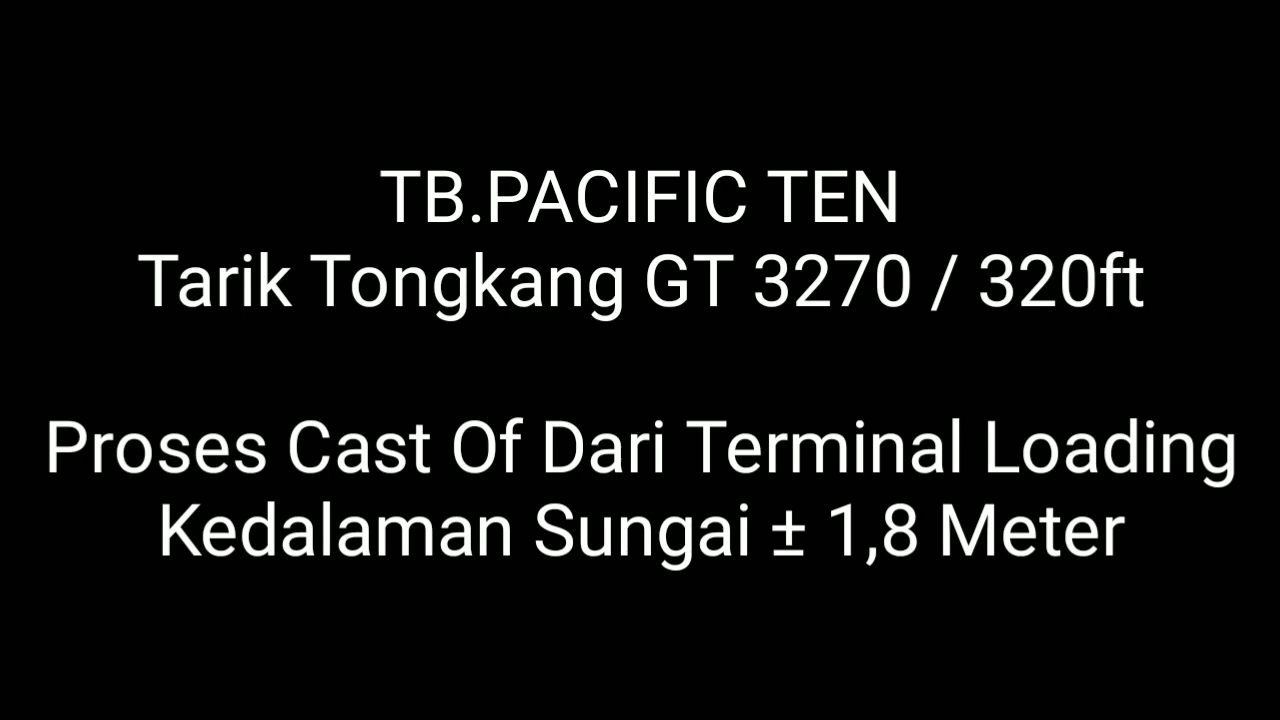 TB.PACIFIC TEN
Tarik Tongkang GT 3270 / 320ft
Proses Cast Of Dari Terminal Loading
Kedalaman Sungai ± 1,8 Meter